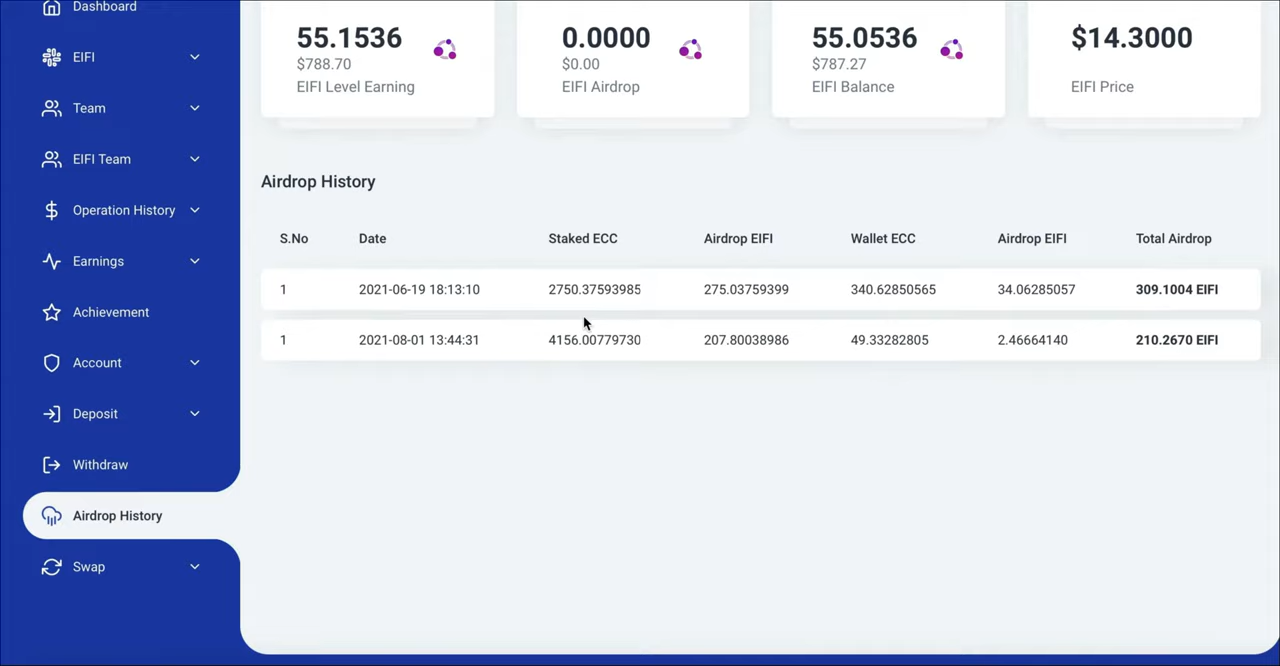 Dashboard
EIFI
Team
EIFI Team
Operation History
Earnings
Achievement
Account
Deposit
Withdraw
Airdrop History
Swap
55.1536
$788.70
EIFI Level Earning
0.0000
$0.00
EIFI Airdrop
55.0536
$787.27
EIFI Balance
$14.3000
EIFI Price
Airdrop History
S.No Date Staked ECC Airdrop EIFI Wallet ECC Airdrop EIFI Total Airdrop
1 2021-06-19 18:13:10 2750.37593985 275.03759399 340.62850565 34.06285057 309.1004 EIFI
1 2021-08-01 13:44:31 4156.00779730 207.80038986 49.33282805 2.46664140 210.2670 EIFI